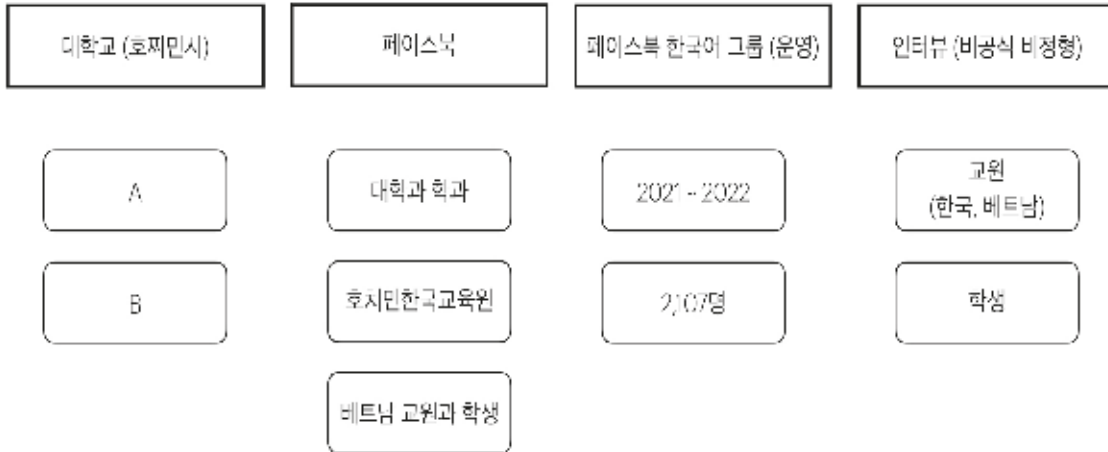 대학교 (호찌민시)
페이스북
페이스북 한국어 그룹 (운영)
인터뷰 (비공식 비정형)
A
대학과 학과
2021~2022
교원
(한국, 베트남)
B
호치민한국교육원
2,107명
학생
베트남 교원과 학생